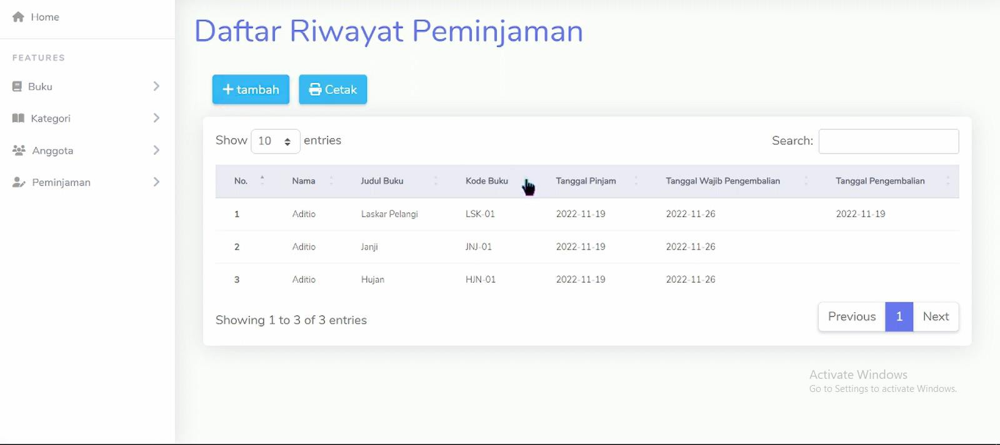 Home
FEATURES
Buku
Kategori
Anggota
Peminjaman
Daftar Riwayat Peminjaman
+ tambah Cetak
Show 10 entries Search:
No. Nama Judul Buku Kode Buku Tanggal Pinjam Tanggal Wajib Pengembalian Tanggal Pengembalian
1 Aditio Laskar Pelangi LSK-01 2022-11-19 2022-11-26 2022-11-19
2 Aditio Janji JNJ-01 2022-11-19 2022-11-26
3 Aditio Hujan HJN-01 2022-11-19 2022-11-26
Showing 1 to 3 of 3 entries Previous 1 Next
Activate Windows
Go to Settings to activate Windows.